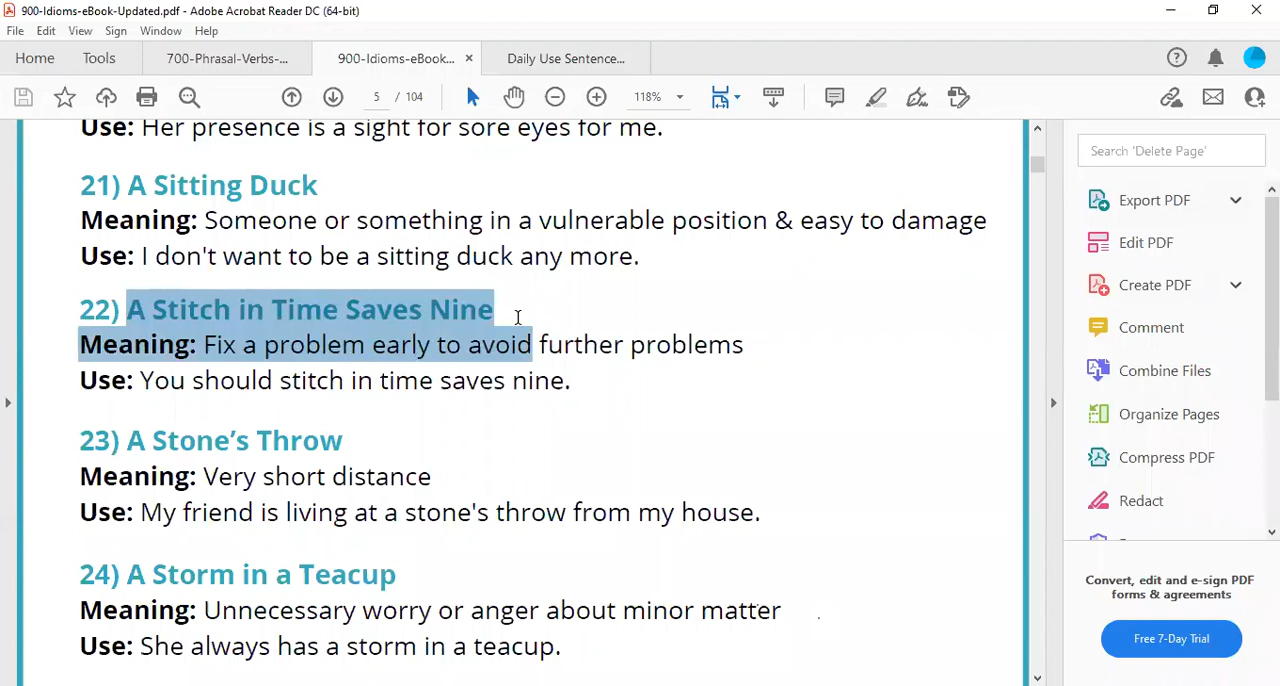 900-Idioms-eBook-Updated.pdf - Adobe Acrobat Reader DC (64-bit)
File Edit View Sign Window Help
Home Tools 700-Phrasal-Verbs-... 900-Idioms-eBook... × Daily Use Sentence...
5 / 104 118%
Use: Her presence is a sight for sore eyes for me.
21) A Sitting Duck
Meaning: Someone or something in a vulnerable position & easy to damage
Use: I don't want to be a sitting duck any more.
22) A Stitch in Time Saves Nine
Meaning: Fix a problem early to avoid further problems
Use: You should stitch in time saves nine.
23) A Stone’s Throw
Meaning: Very short distance
Use: My friend is living at a stone's throw from my house.
24) A Storm in a Teacup
Meaning: Unnecessary worry or anger about minor matter
Use: She always has a storm in a teacup.
Search 'Delete Page'
Export PDF
Edit PDF
Create PDF
Comment
Combine Files
Organize Pages
Compress PDF
Redact
Convert, edit and e-sign PDF
forms & agreements
Free 7-Day Trial